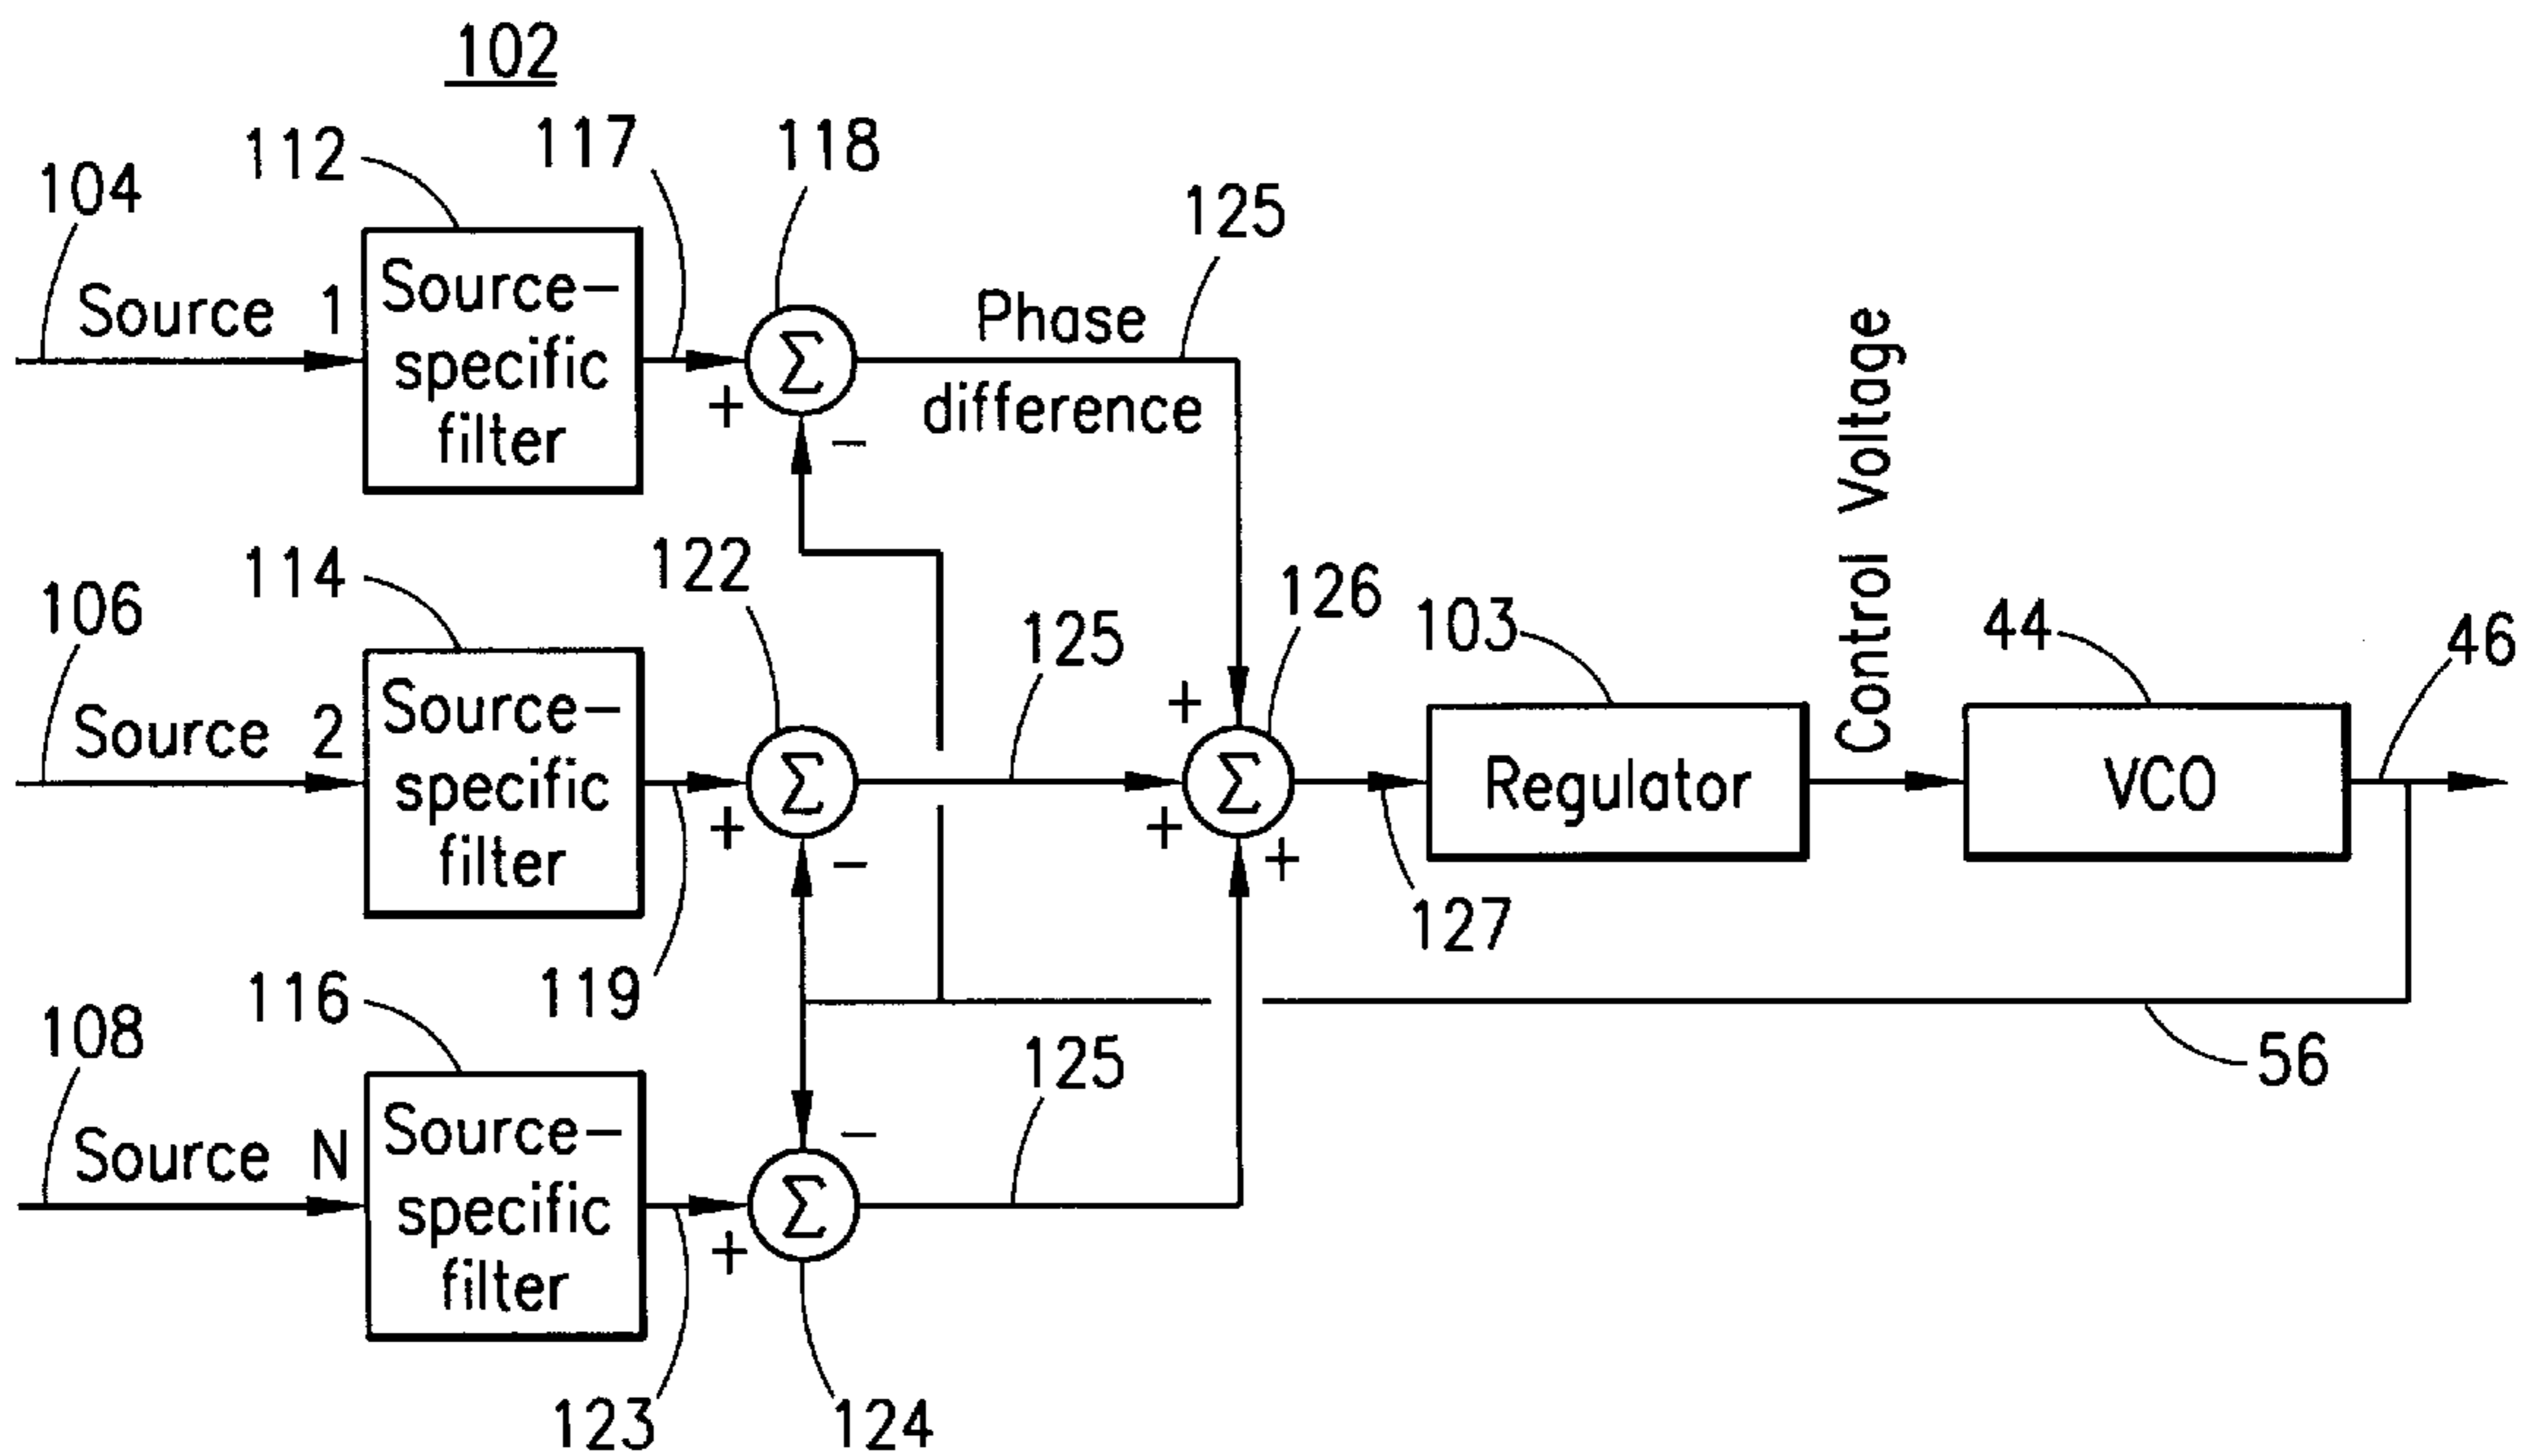 102
112
117
118
104
125
Source 1
Source-
specific
filter
Σ
+
−
Phase
difference
Control Voltage
114
122
106
125
126
103
44
46
Source 2
Source-
specific
filter
Σ
+
−
+
+
+
Σ
Regulator
VCO
127
119
116
108
125
56
Source N
Source-
specific
filter
−
+
Σ
123
124